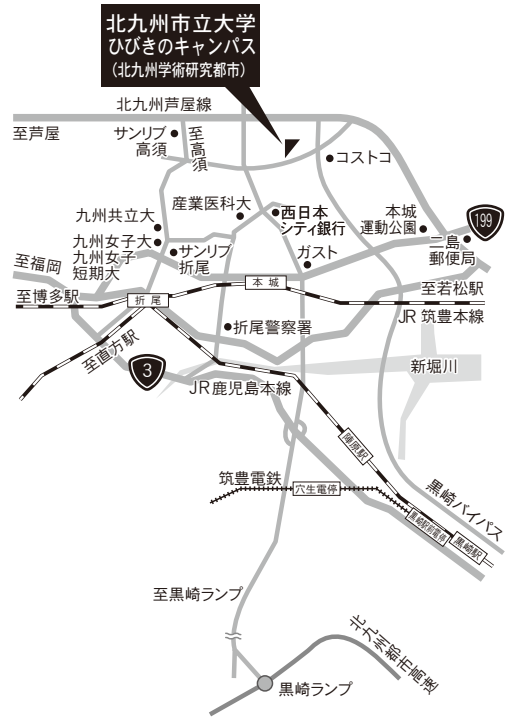 北九州市立大学
ひびきのキャンパス
（北九州学術研究都市）
北九州芦屋線
至芦屋
サンリブ
高須
至高須
コストコ
産業医科大
西日本
シティ銀行
本城
運動公園
199
二島
郵便局
九州共立大
九州女子大
九州女子
短期大
サンリブ
折尾
ガスト
至福岡
至博多駅
折尾
本城
至若松駅
JR 筑豊本線
折尾警察署
至直方駅
3
JR鹿児島本線
新堀川
陣原駅
筑豊電鉄
穴生電停
黒崎駅前電停
黒崎駅
黒崎バイパス
至黒崎ランプ
北九州都市高速
黒崎ランプ